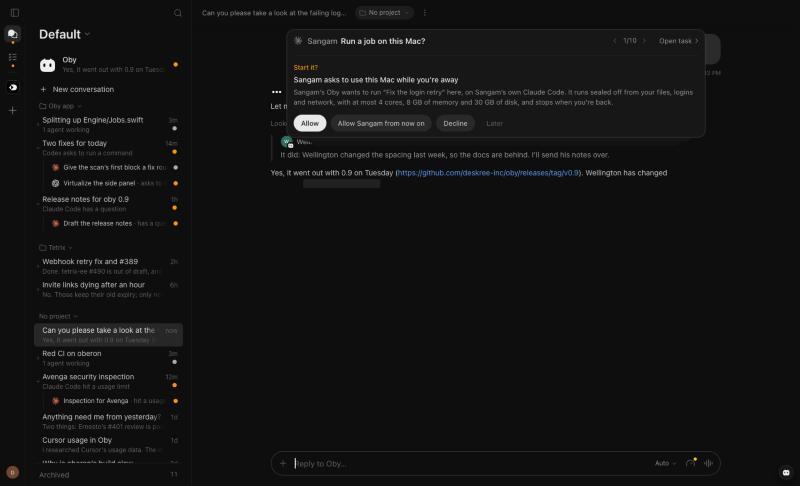 Default
Oby
Yes, it went out with 0.9 on Tuesd
New conversation
Oby app
Splitting up Engine/Jobs.swift 3m
1 agent working
Two fixes for today 14m
Codex asks to run a command
Give the scan's first block a fix rou
Virtualize the side panel · asks to
Release notes for oby 0.9 1h
Claude Code has a question
Draft the release notes · has a que
Tetrix
Webhook retry fix and #389 2h
Done. tetrix-ee #490 is out of draft, an
Invite links dying after an hour 6h
No. Those keep their old expiry; only n
No project
Can you please take a look at the now
Yes, it went out with 0.9 on Tuesday
Red CI on oberon 3m
1 agent working
Avenga security inspection 12m
Claude Code hit a usage limit
Inspection for Avenga · hit a usag
Anything need me from yesterday? 1d
Two things: Ernesto's #401 review is po
Cursor usage in Oby 1d
I researched Cursor's usage data. The
1d
Archived 11
D
Can you please take a look at the failing log... No project
Sangam Run a job on this Mac? 1/10 Open task
Start it?
Sangam asks to use this Mac while you're away
Sangam's Oby wants to run "Fix the login retry" here, on Sangam's own Claude Code. It runs sealed off from your files, logins
and network, with at most 4 cores, 8 GB of memory and 30 GB of disk, and stops when you're back.
Allow Allow Sangam from now on Decline Later
PM
Let m
Look
W Well
It did: Wellington changed the spacing last week, so the docs are behind. I'll send his notes over.
Yes, it went out with 0.9 on Tuesday (https://github.com/deskree-inc/oby/releases/tag/v0.9). Wellington has changed
Reply to Oby... Auto